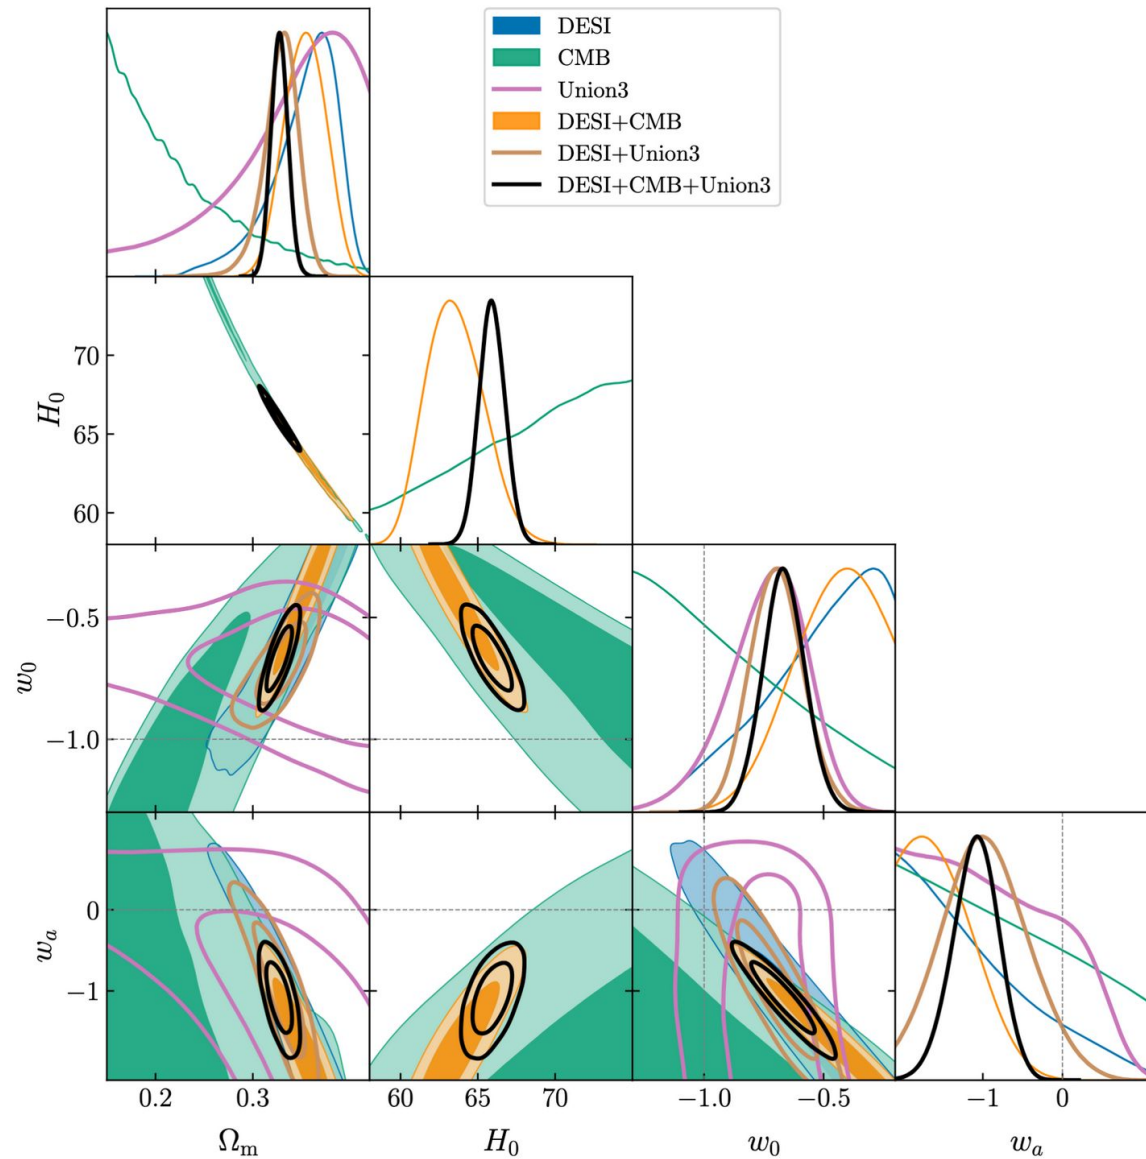 DESI
CMB
Union3
DESI+CMB
DESI+Union3
DESI+CMB+Union3
H₀
70
65
60
w₀
−0.5
−1.0
wₐ
0
−1
0.2 0.3 60 65 70 −1.0 −0.5 −1 0
Ωₘ H₀ w₀ wₐ